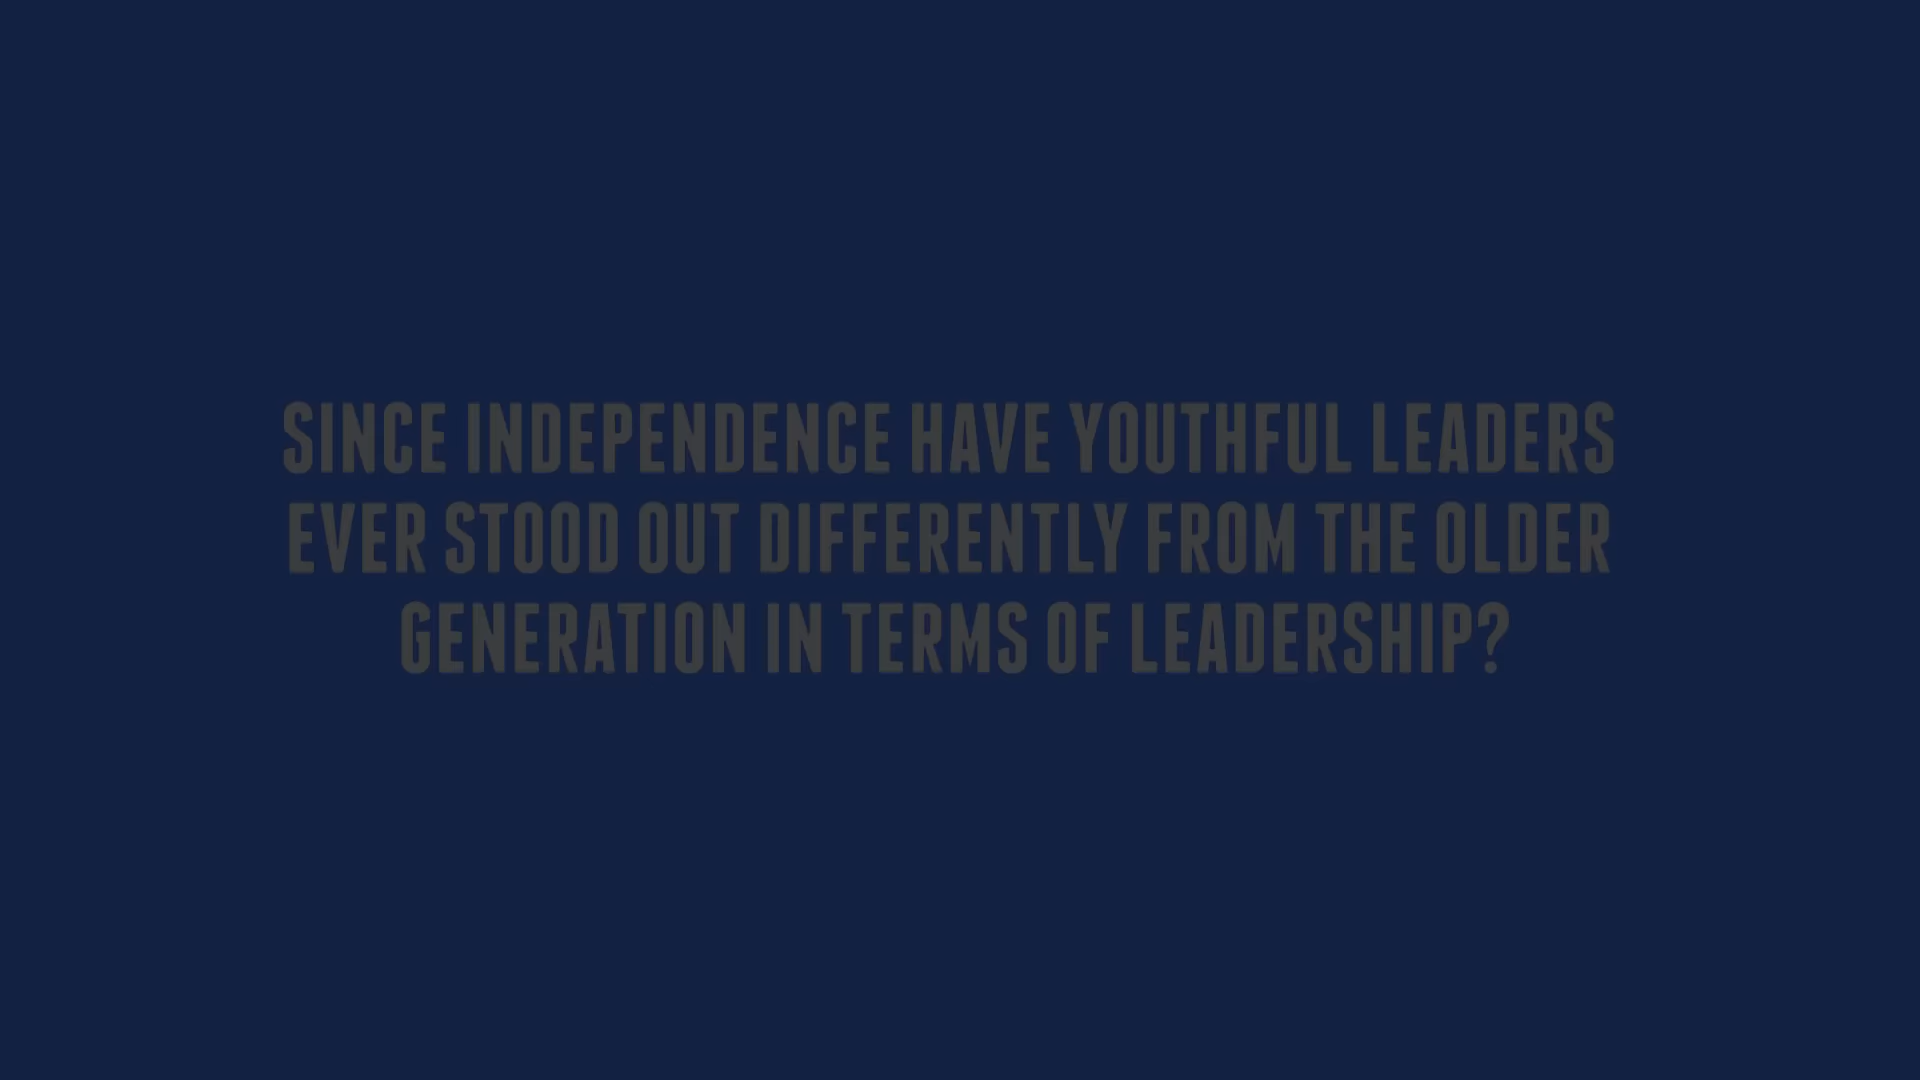 SINCE INDEPENDENCE HAVE YOUTHFUL LEADERS
EVER STOOD OUT DIFFERENTLY FROM THE OLDER
GENERATION IN TERMS OF LEADERSHIP?